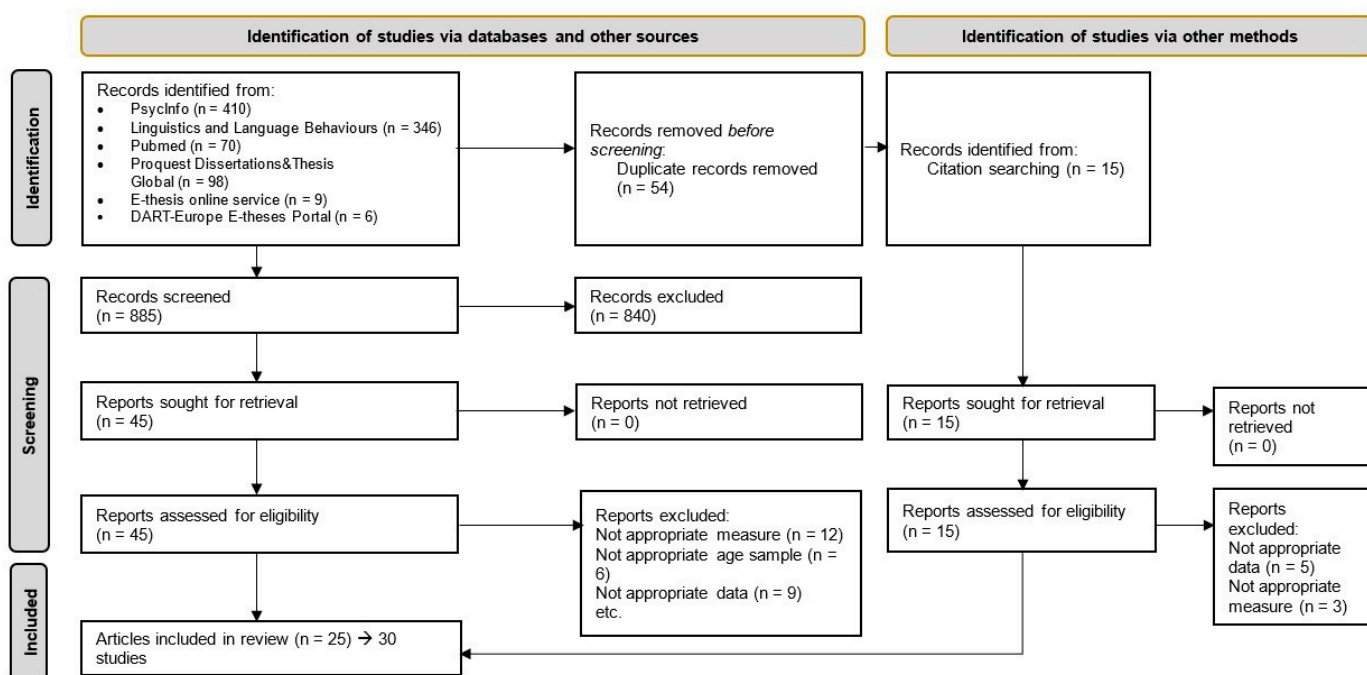 Identification of studies via databases and other sources
Identification of studies via other methods
Identification
Records identified from:
• PsycInfo (n = 410)
• Linguistics and Language Behaviours (n = 346)
• Pubmed (n = 70)
• Proquest Dissertations&Thesis
Global (n = 98)
• E-thesis online service (n = 9)
• DART-Europe E-theses Portal (n = 6)
Records removed before
screening:
Duplicate records removed
(n = 54)
Records identified from:
Citation searching (n = 15)
Screening
Records screened
(n = 885)
Records excluded
(n = 840)
Reports sought for retrieval
(n = 45)
Reports not retrieved
(n = 0)
Reports sought for retrieval
(n = 15)
Reports not
retrieved
(n = 0)
Reports assessed for eligibility
(n = 45)
Reports excluded:
Not appropriate measure (n = 12)
Not appropriate age sample (n =
6)
Not appropriate data (n = 9)
etc.
Reports assessed for eligibility
(n = 15)
Reports
excluded:
Not appropriate
data (n = 5)
Not appropriate
measure (n = 3)
Included
Articles included in review (n = 25) → 30
studies